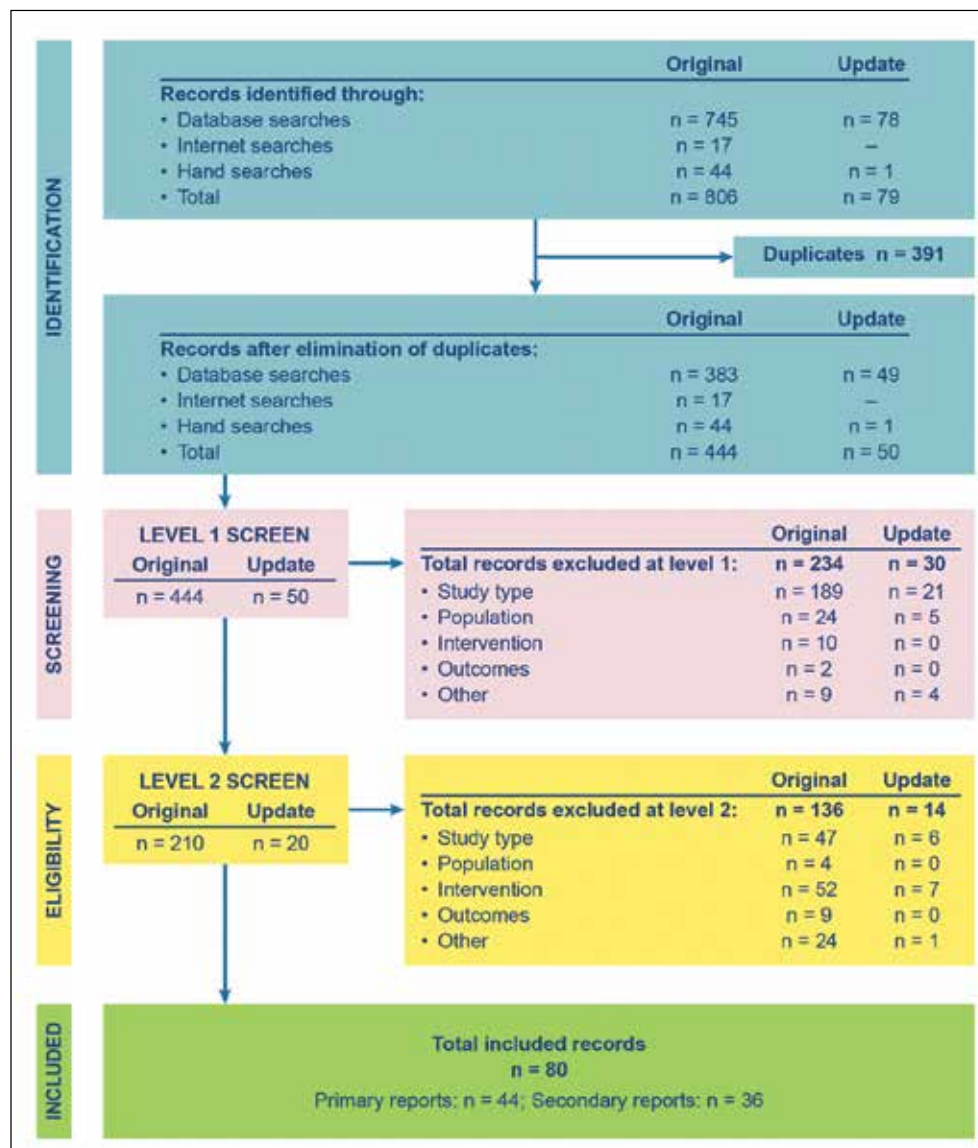 IDENTIFICATION
Original Update
Records identified through:
• Database searches n = 745 n = 78
• Internet searches n = 17 –
• Hand searches n = 44 n = 1
• Total n = 806 n = 79
Duplicates n = 391
Original Update
Records after elimination of duplicates:
• Database searches n = 383 n = 49
• Internet searches n = 17 –
• Hand searches n = 44 n = 1
• Total n = 444 n = 50
SCREENING
LEVEL 1 SCREEN
Original Update
n = 444 n = 50
Original Update
Total records excluded at level 1: n = 234 n = 30
• Study type n = 189 n = 21
• Population n = 24 n = 5
• Intervention n = 10 n = 0
• Outcomes n = 2 n = 0
• Other n = 9 n = 4
ELIGIBILITY
LEVEL 2 SCREEN
Original Update
n = 210 n = 20
Original Update
Total records excluded at level 2: n = 136 n = 14
• Study type n = 47 n = 6
• Population n = 4 n = 0
• Intervention n = 52 n = 7
• Outcomes n = 9 n = 0
• Other n = 24 n = 1
INCLUDED
Total included records
n = 80
Primary reports: n = 44; Secondary reports: n = 36